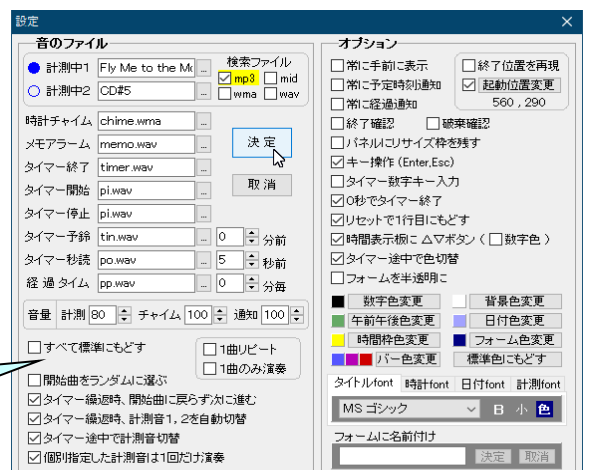 設定
音のファイル
計測中1 Fly Me to the Mo ...
計測中2 CD#5 ...
検索ファイル
mp3 mid
wma wav
時計チャイム chime.wma ...
メモアラーム memo.wav ...
タイマー終了 timer.wav ...
タイマー開始 pi.wav ...
タイマー停止 pi.wav ...
タイマー予鈴 tin.wav ... 0 分前
タイマー秒読 po.wav ... 5 秒前
経過タイム pp.wav ... 0 分毎
決定
取消
音量 計測 80 チャイム 100 通知 100
すべて標準にもどす
1曲リピート
1曲のみ演奏
開始曲をランダムに選ぶ
タイマー繰返時、開始曲に戻らず次に進む
タイマー繰返時、計測音1,2を自動切替
タイマー途中で計測音切替
個別指定した計測音は1回だけ演奏
オプション
常に手前に表示
常に予定時刻通知
常に経過通知
終了位置を再現
起動位置変更
560 , 290
終了確認 破棄確認
パネルにリサイズ枠を残す
キー操作 (Enter,Esc)
タイマー数字キー入力
0秒でタイマー終了
リセットで1行目にもどす
時間表示板に △▽ボタン ( 数字色 )
タイマー途中で色切替
フォームを半透明に
数字色変更 背景色変更
午前午後色変更 日付色変更
時間枠色変更 フォーム色変更
バー色変更 標準色にもどす
タイトルfont 時計font 日付font 計測font
MS ゴシック B 小 色
フォームに名前付け
決定 取消